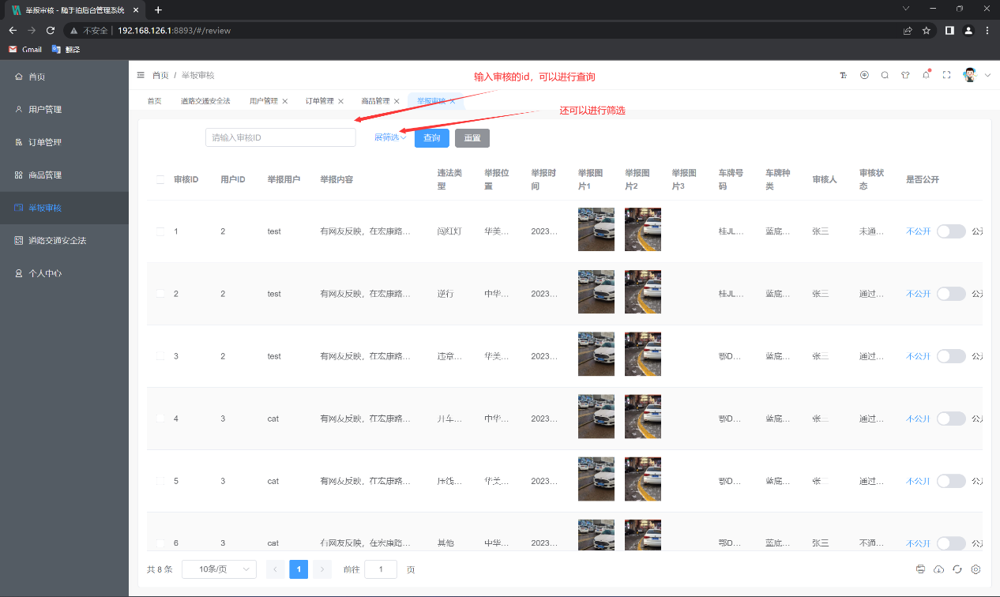 举报审核 - 随手拍后台管理系统
不安全 192.168.126.1:8893/#/review
Gmail 翻译
首页
用户管理
订单管理
商品管理
举报审核
道路交通安全法
个人中心
首页 / 举报审核
输入审核的id，可以进行查询
首页 道路交通安全法 用户管理 订单管理 商品管理 举报审核
还可以进行筛选
请输入审核ID 展筛选 查询 重置
审核ID 用户ID 举报用户 举报内容 违法类型 举报位置 举报时间 举报图片1 举报图片2 举报图片3 车牌号码 车牌种类 审核人 审核状态 是否公开
1 2 test 有网友反映，在宏康路... 闯红灯 华美... 2023... 桂JL... 蓝底... 张三 未通... 不公开 公开
2 2 test 有网友反映，在宏康路... 逆行 中华... 2023... 桂JL... 蓝底... 张三 通过... 不公开 公开
3 2 test 有网友反映，在宏康路... 违章... 华美... 2023... 鄂D... 蓝底... 张三 通过... 不公开 公开
4 3 cat 有网友反映，在宏康路... 开车... 中华... 2023... 鄂D... 蓝底... 张三 通过... 不公开 公开
5 3 cat 有网友反映，在宏康路... 压线... 华美... 2023... 鄂D... 蓝底... 张三 通过... 不公开 公开
6 3 cat 有网友反映，在宏康路... 其他 中华... 2023... 鄂D... 蓝底... 张三 不通... 不公开 公开
共 8 条 10条/页 1 前往 1 页